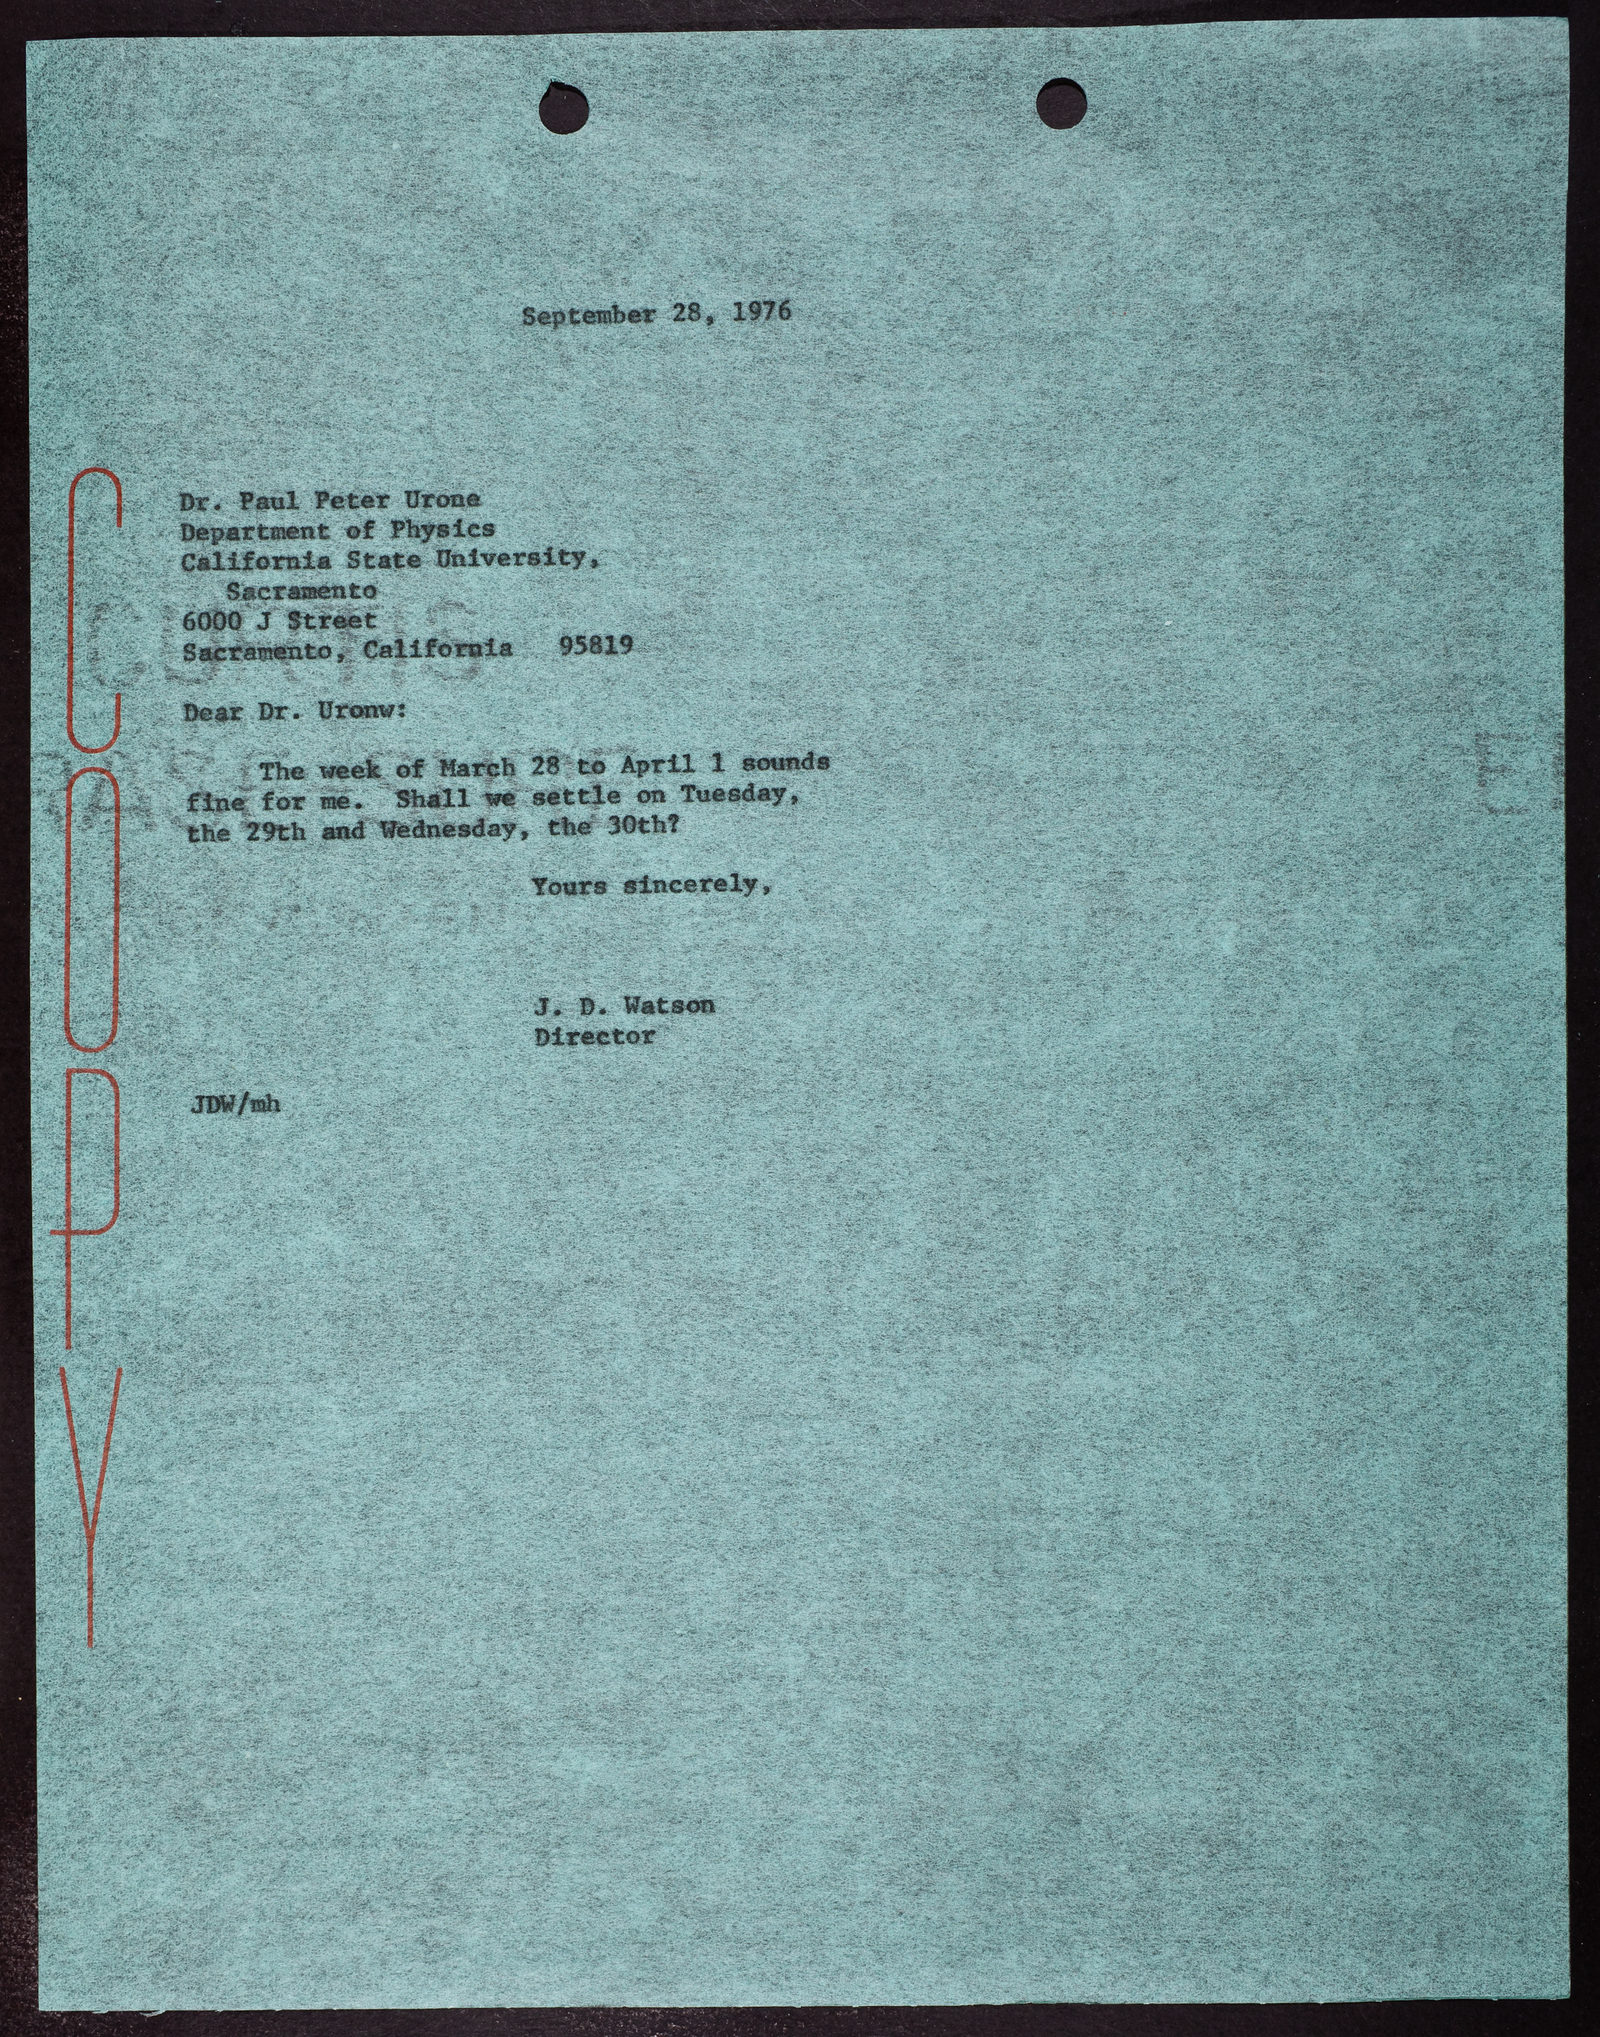 September 28, 1976
Dr. Paul Peter Urone
Department of Physics
California State University,
Sacramento
6000 J Street
Sacramento, California 95819
Dear Dr. Uronw:
The week of March 28 to April 1 sounds
fine for me. Shall we settle on Tuesday,
the 29th and Wednesday, the 30th?
Yours sincerely,
J. D. Watson
Director
JDW/mh
COPY